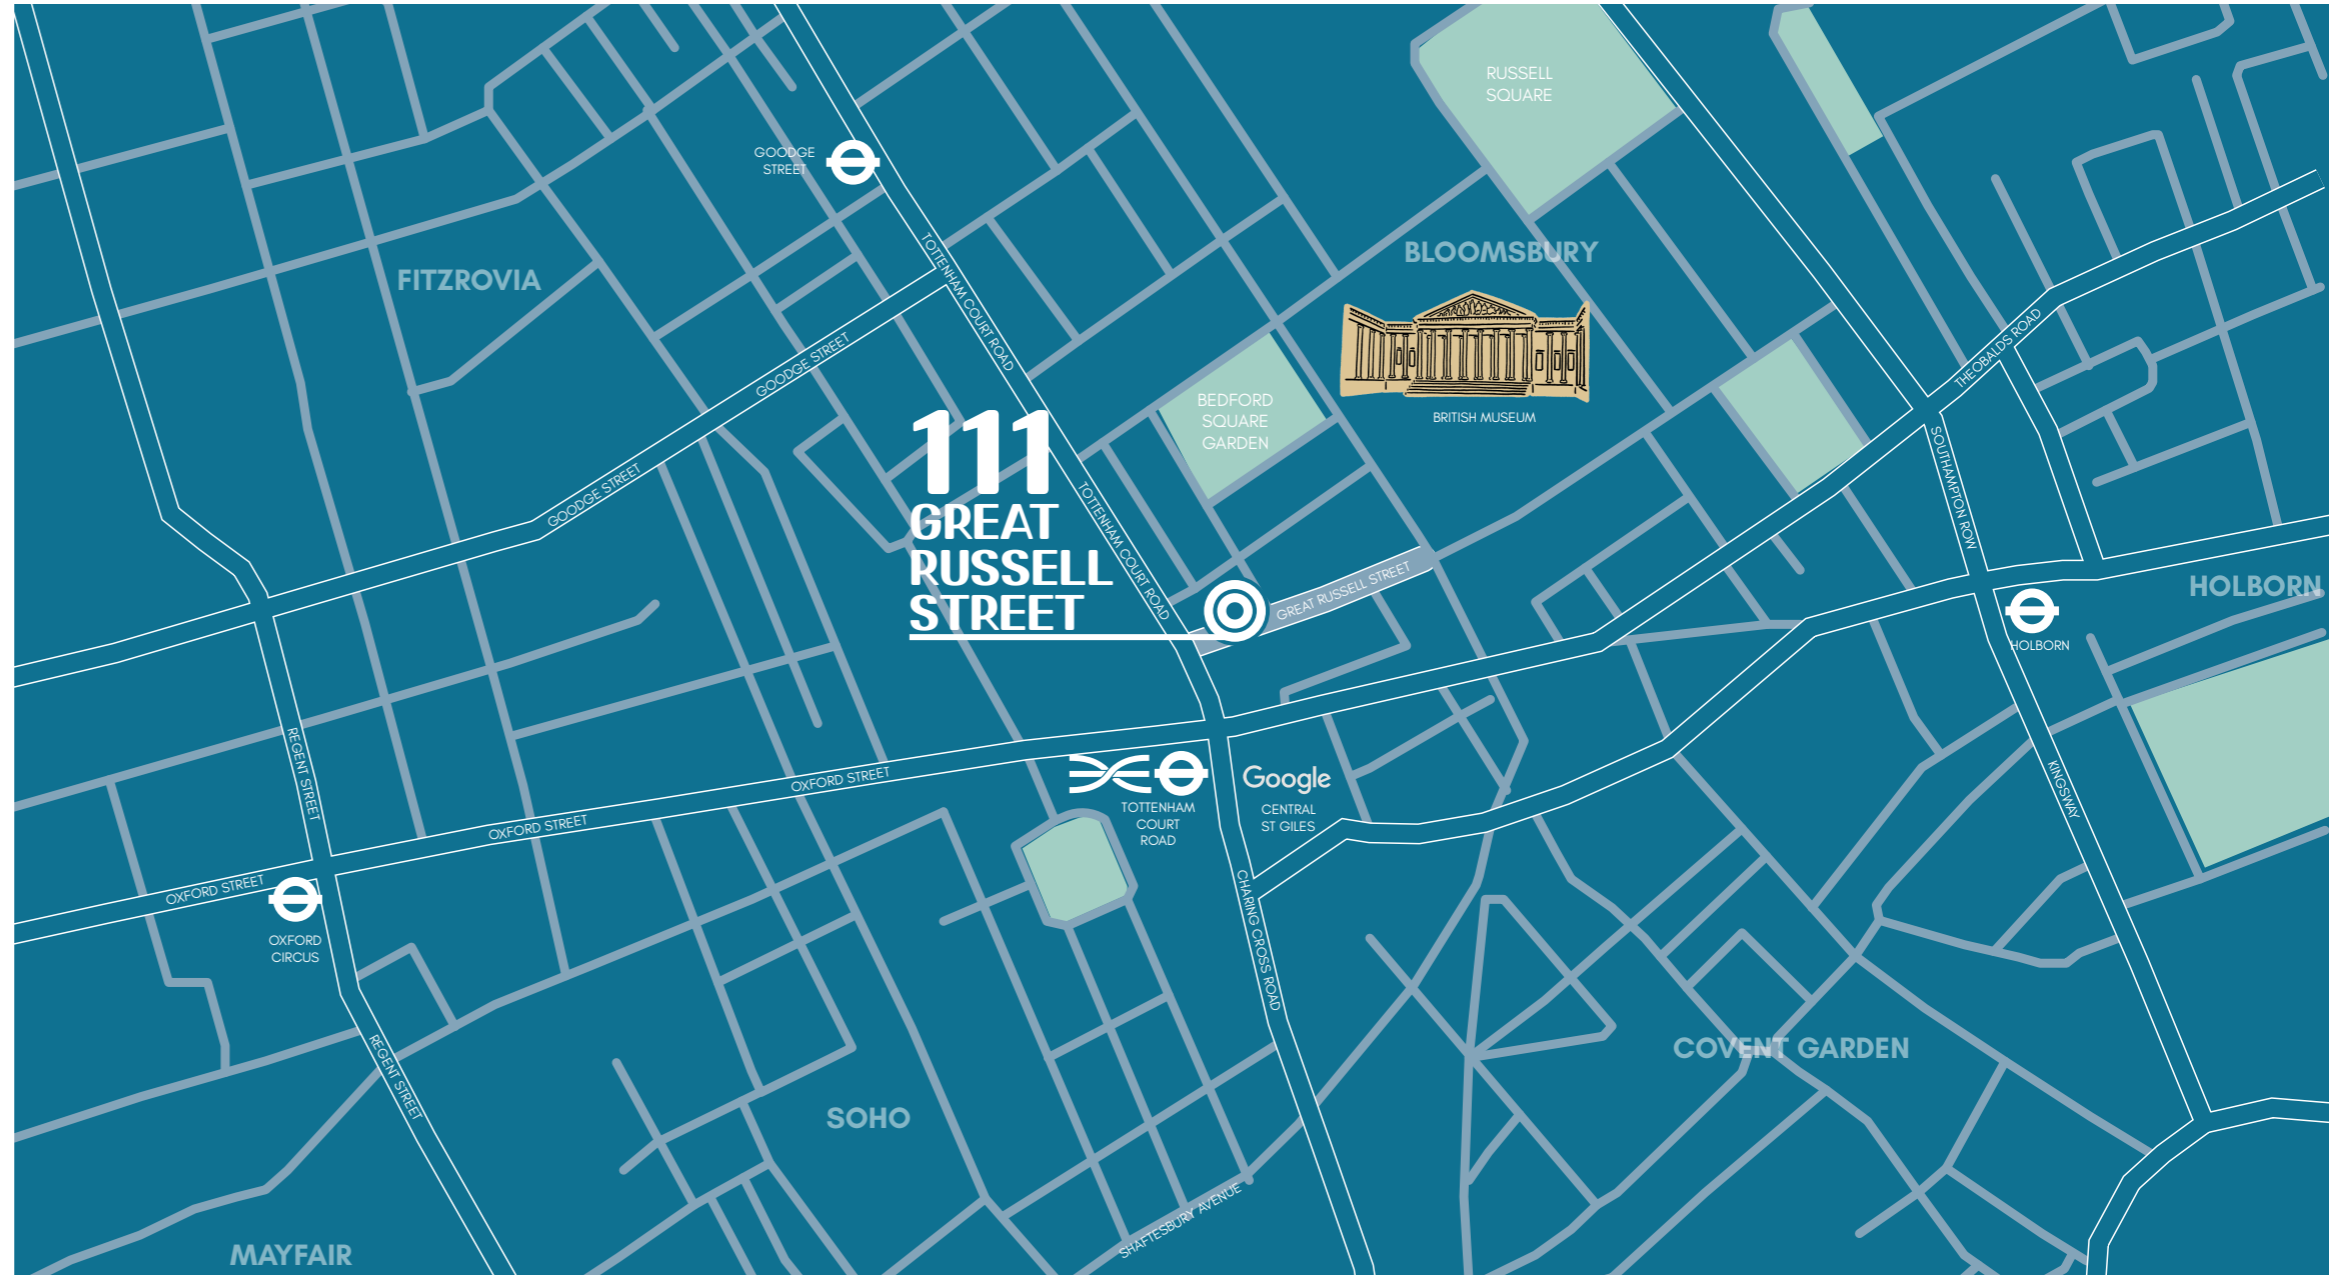 RUSSELL
SQUARE
GOODGE
STREET
BLOOMSBURY
FITZROVIA
TOTTENHAM COURT ROAD
THEOBALDS ROAD
GOODGE STREET
BRITISH MUSEUM
BEDFORD
SQUARE
GARDEN
111
GREAT
RUSSELL
STREET
GOODGE STREET
TOTTENHAM COURT ROAD
SOUTHAMPTON ROW
GREAT RUSSELL STREET
HOLBORN
HOLBORN
REGENT STREET
OXFORD STREET
OXFORD STREET
OXFORD STREET
TOTTENHAM
COURT
ROAD
Google
CENTRAL
ST GILES
KINGSWAY
OXFORD
CIRCUS
CHARING CROSS ROAD
REGENT STREET
COVENT GARDEN
SOHO
SHAFTESBURY AVENUE
MAYFAIR